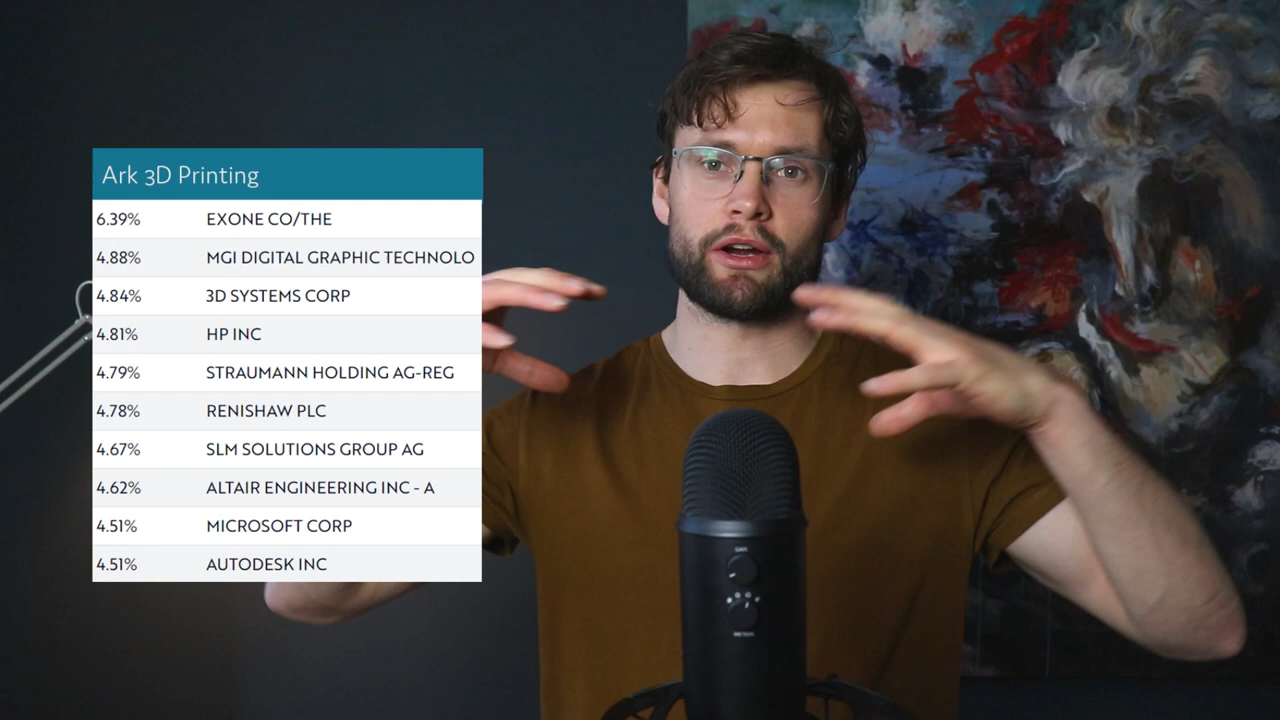 Ark 3D Printing
6.39% EXONE CO/THE
4.88% MGI DIGITAL GRAPHIC TECHNOLO
4.84% 3D SYSTEMS CORP
4.81% HP INC
4.79% STRAUMANN HOLDING AG-REG
4.78% RENISHAW PLC
4.67% SLM SOLUTIONS GROUP AG
4.62% ALTAIR ENGINEERING INC - A
4.51% MICROSOFT CORP
4.51% AUTODESK INC